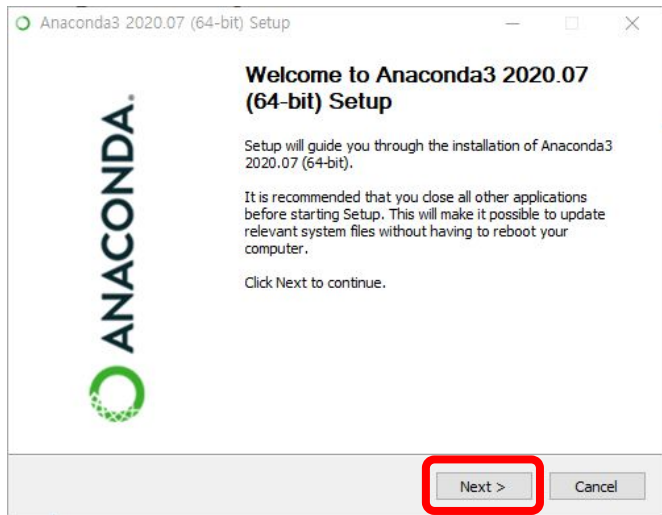 Anaconda3 2020.07 (64-bit) Setup
ANACONDA.
Welcome to Anaconda3 2020.07
(64-bit) Setup
Setup will guide you through the installation of Anaconda3
2020.07 (64-bit).
It is recommended that you close all other applications
before starting Setup. This will make it possible to update
relevant system files without having to reboot your
computer.
Click Next to continue.
Next >
Cancel